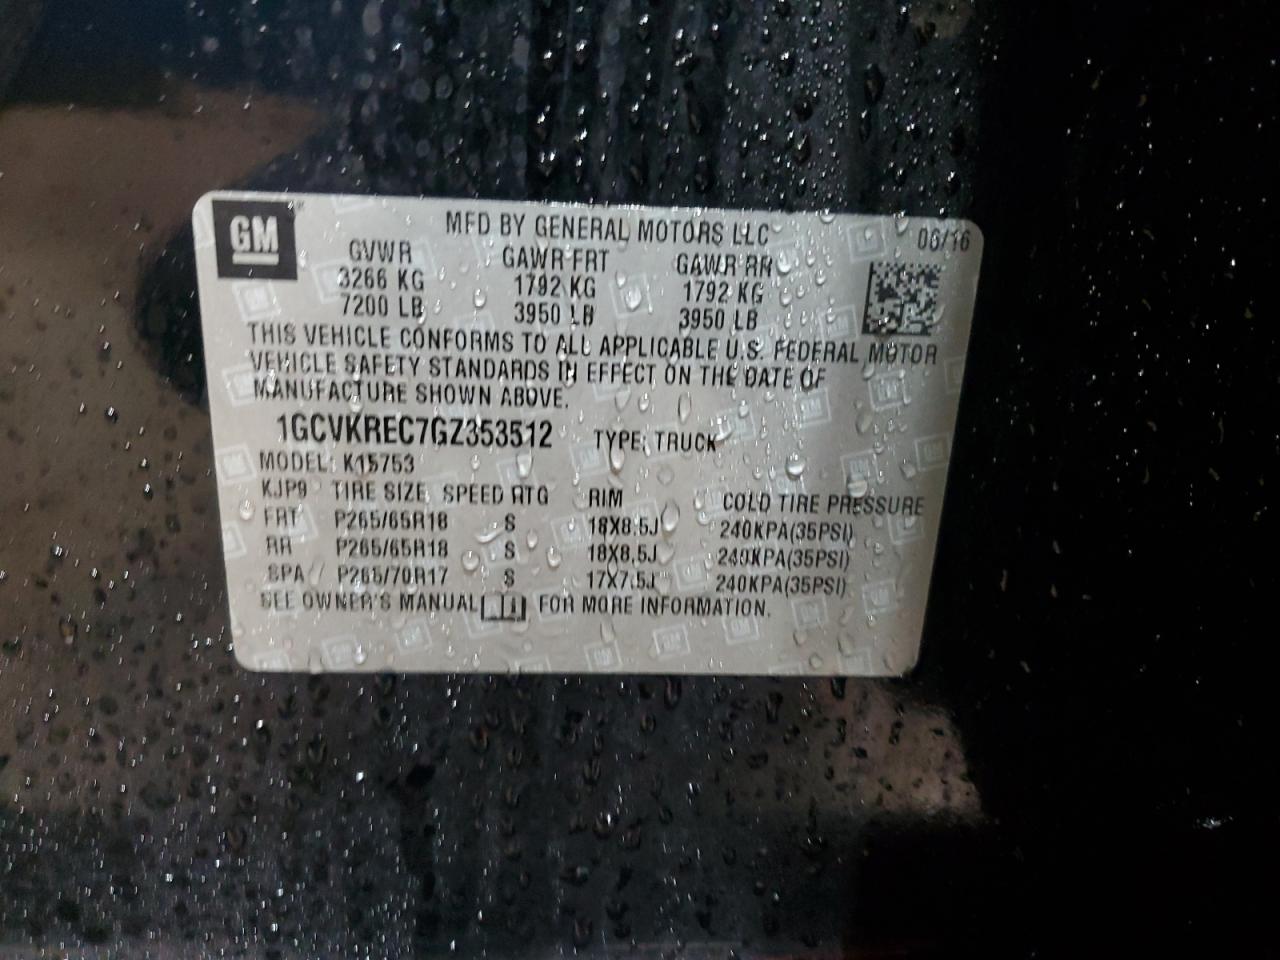 GM
MFD BY GENERAL MOTORS LLC 06/16
GVWR GAWR FRT GAWR RR
3266 KG 1792 KG 1792 KG
7200 LB 3950 LB 3950 LB
THIS VEHICLE CONFORMS TO ALL APPLICABLE U.S. FEDERAL MOTOR
VEHICLE SAFETY STANDARDS IN EFFECT ON THE DATE OF
MANUFACTURE SHOWN ABOVE.
1GCVKREC7GZ353512 TYPE: TRUCK
MODEL: K15753
KJP9 TIRE SIZE SPEED RTG RIM COLD TIRE PRESSURE
FRT P265/65R18 S 18X8.5J 240KPA(35PSI)
RR P265/65R18 S 18X8.5J 240KPA(35PSI)
SPA P265/70R17 S 17X7.5J 240KPA(35PSI)
SEE OWNER'S MANUAL FOR MORE INFORMATION.